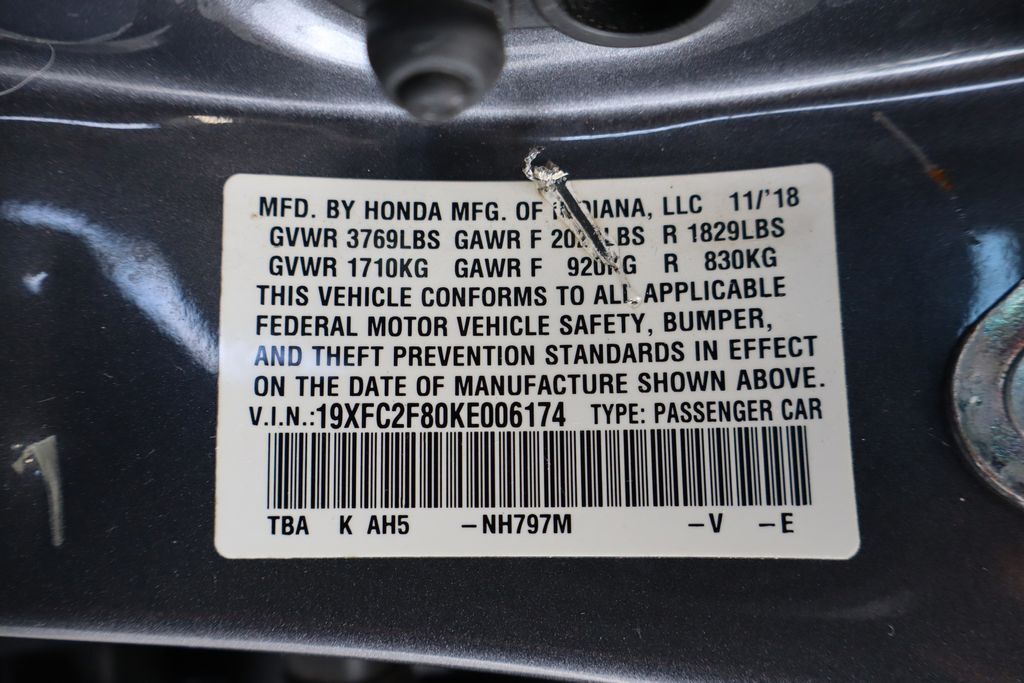 MFD. BY HONDA MFG. OF INDIANA, LLC 11/'18
GVWR 3769LBS GAWR F LBS R 1829LBS
GVWR 1710KG GAWR F 920KG R 830KG
THIS VEHICLE CONFORMS TO ALL APPLICABLE
FEDERAL MOTOR VEHICLE SAFETY, BUMPER,
AND THEFT PREVENTION STANDARDS IN EFFECT
ON THE DATE OF MANUFACTURE SHOWN ABOVE.
V.I.N.:19XFC2F80KE006174 TYPE: PASSENGER CAR
TBA K AH5 –NH797M –V –E